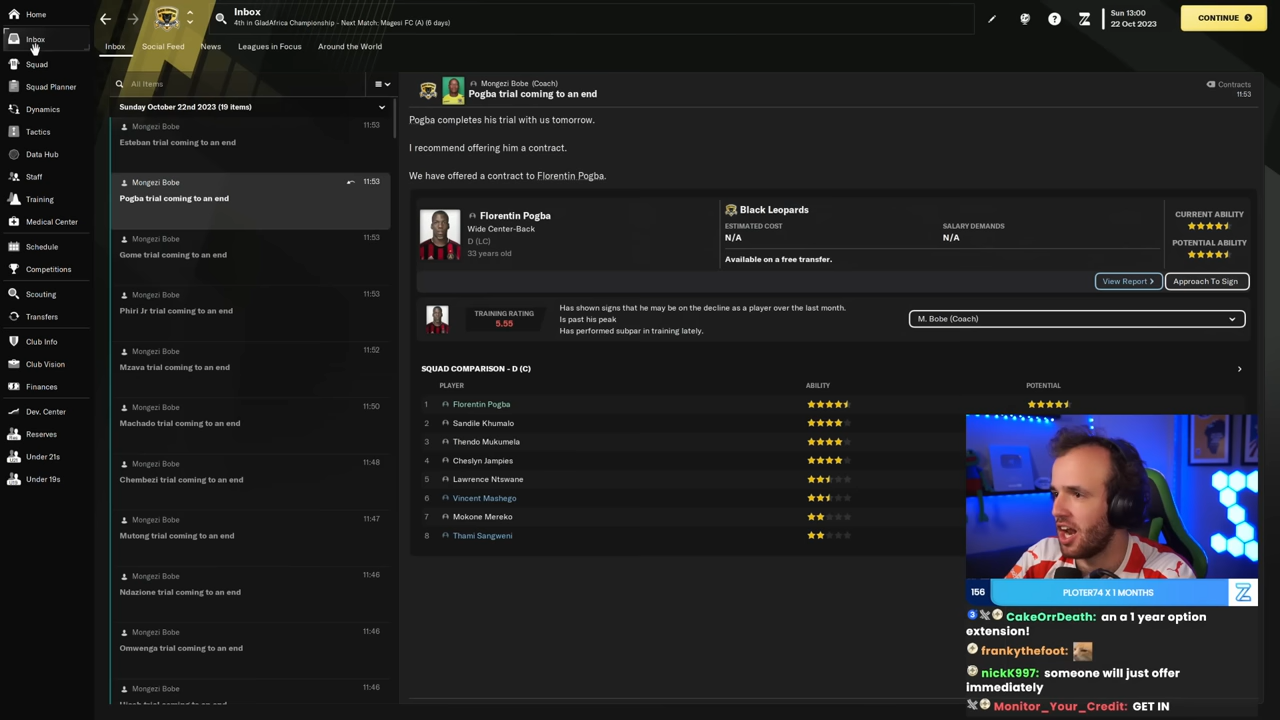 Home
Inbox
Squad
Squad Planner
Dynamics
Tactics
Data Hub
Staff
Training
Medical Center
Schedule
Competitions
Scouting
Transfers
Club Info
Club Vision
Finances
Dev. Center
Reserves
Under 21s
Under 19s
Inbox
4th in GladAfrica Championship - Next Match: Magesi FC (A) (6 days)
Sun 13:00
22 Oct 2023
CONTINUE
Inbox
Social Feed
News
Leagues in Focus
Around the World
All Items
Sunday October 22nd 2023 (19 items)
Mongezi Bobe 11:53
Esteban trial coming to an end
Mongezi Bobe 11:53
Pogba trial coming to an end
Mongezi Bobe 11:53
Gome trial coming to an end
Mongezi Bobe 11:53
Phiri Jr trial coming to an end
Mongezi Bobe 11:52
Mzava trial coming to an end
Mongezi Bobe 11:50
Machado trial coming to an end
Mongezi Bobe 11:48
Chembezi trial coming to an end
Mongezi Bobe 11:47
Mutong trial coming to an end
Mongezi Bobe 11:46
Ndazione trial coming to an end
Mongezi Bobe 11:46
Omwenga trial coming to an end
Mongezi Bobe 11:46
Mongezi Bobe (Coach)
Pogba trial coming to an end
Contracts
11:53
Pogba completes his trial with us tomorrow.
I recommend offering him a contract.
We have offered a contract to Florentin Pogba.
Florentin Pogba
Wide Center-Back
D (LC)
33 years old
Black Leopards
ESTIMATED COST
N/A
SALARY DEMANDS
N/A
Available on a free transfer.
CURRENT ABILITY
POTENTIAL ABILITY
View Report
Approach To Sign
TRAINING RATING
5.55
Has shown signs that he may be on the decline as a player over the last month.
Is past his peak
Has performed subpar in training lately.
M. Bobe (Coach)
SQUAD COMPARISON - D (C)
PLAYER ABILITY POTENTIAL
1 Florentin Pogba
2 Sandile Khumalo
3 Thendo Mukumela
4 Cheslyn Jampies
5 Lawrence Ntswane
6 Vincent Mashego
7 Mokone Mereko
8 Thami Sangweni
156
PLOTER74 X 1 MONTHS
3 CakeOrDeath: an a 1 year option
extension!
frankythefoot:
nickK997: someone will just offer
immediately
Monitor_Your_Credit: GET IN